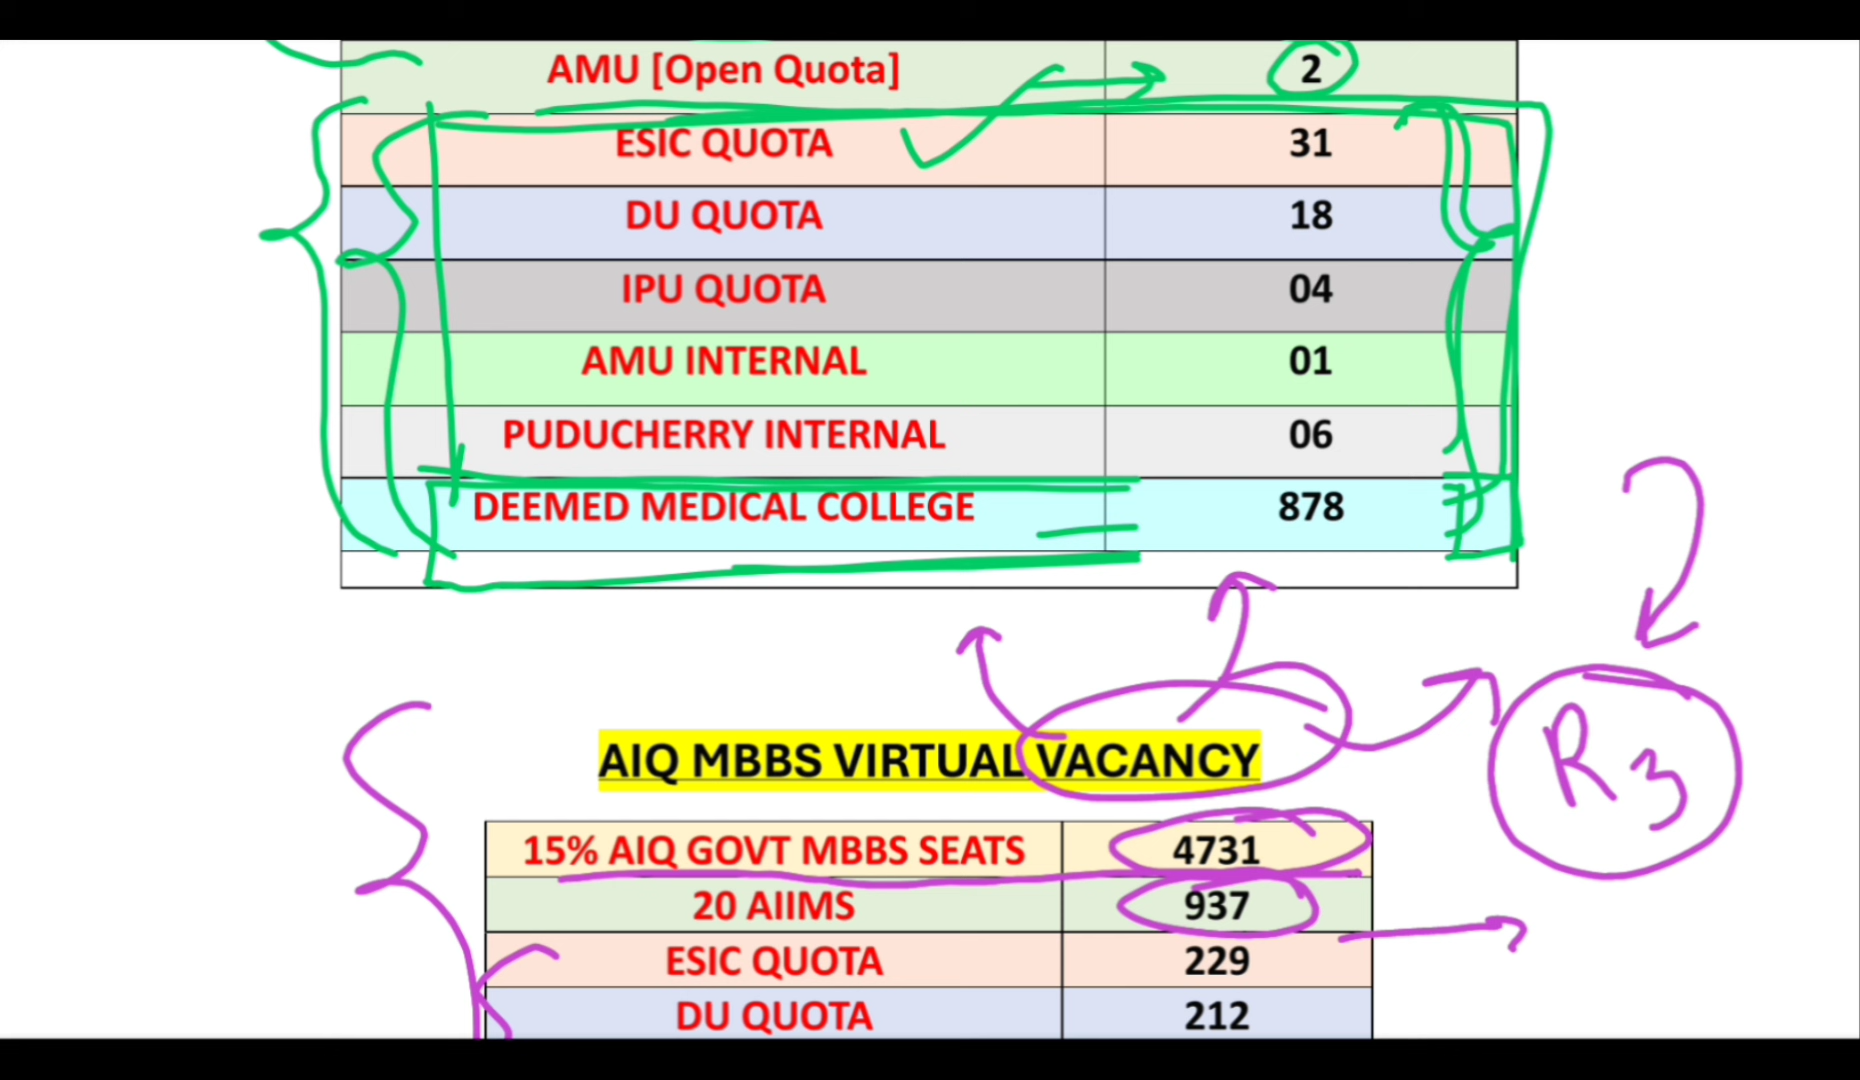 AMU [Open Quota] 2
ESIC QUOTA 31
DU QUOTA 18
IPU QUOTA 04
AMU INTERNAL 01
PUDUCHERRY INTERNAL 06
DEEMED MEDICAL COLLEGE 878
AIQ MBBS VIRTUAL VACANCY
R3
15% AIQ GOVT MBBS SEATS 4731
20 AIIMS 937
ESIC QUOTA 229
DU QUOTA 212